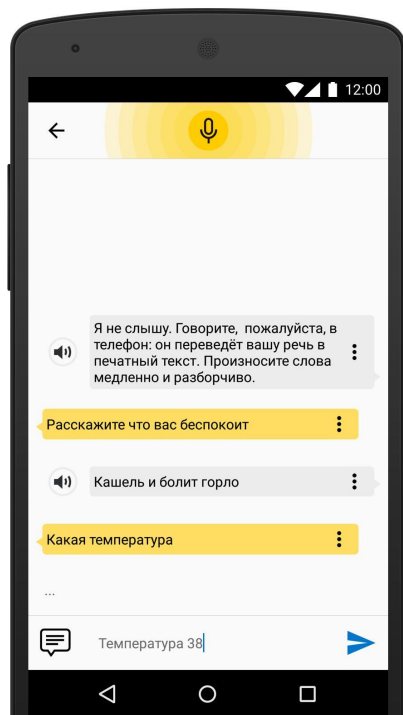 12:00
Я не слышу. Говорите, пожалуйста, в
телефон: он переведёт вашу речь в
печатный текст. Произносите слова
медленно и разборчиво.
Расскажите что вас беспокоит
Кашель и болит горло
Какая температура
...
Температура 38